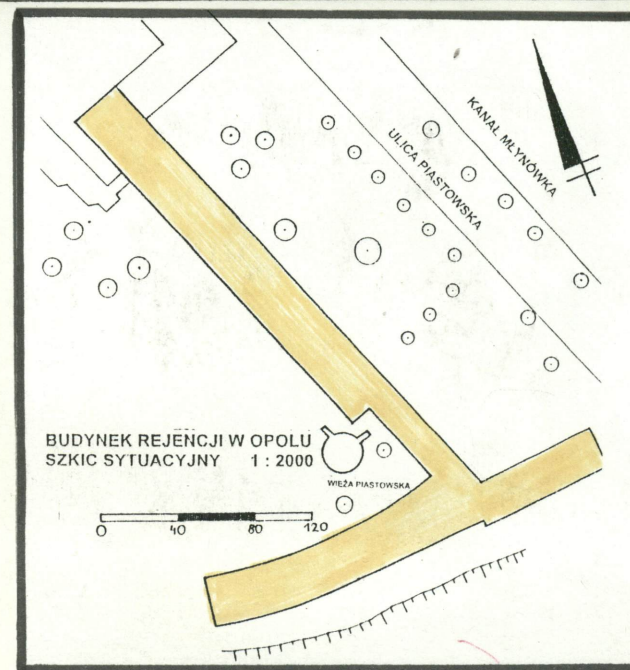 KANAŁ MŁYNÓWKA
ULICA PIASTOWSKA
BUDYNEK REJENCJI W OPOLU
SZKIC SYTUACYJNY 1 : 2000
WIEŻA PIASTOWSKA
0 40 80 120